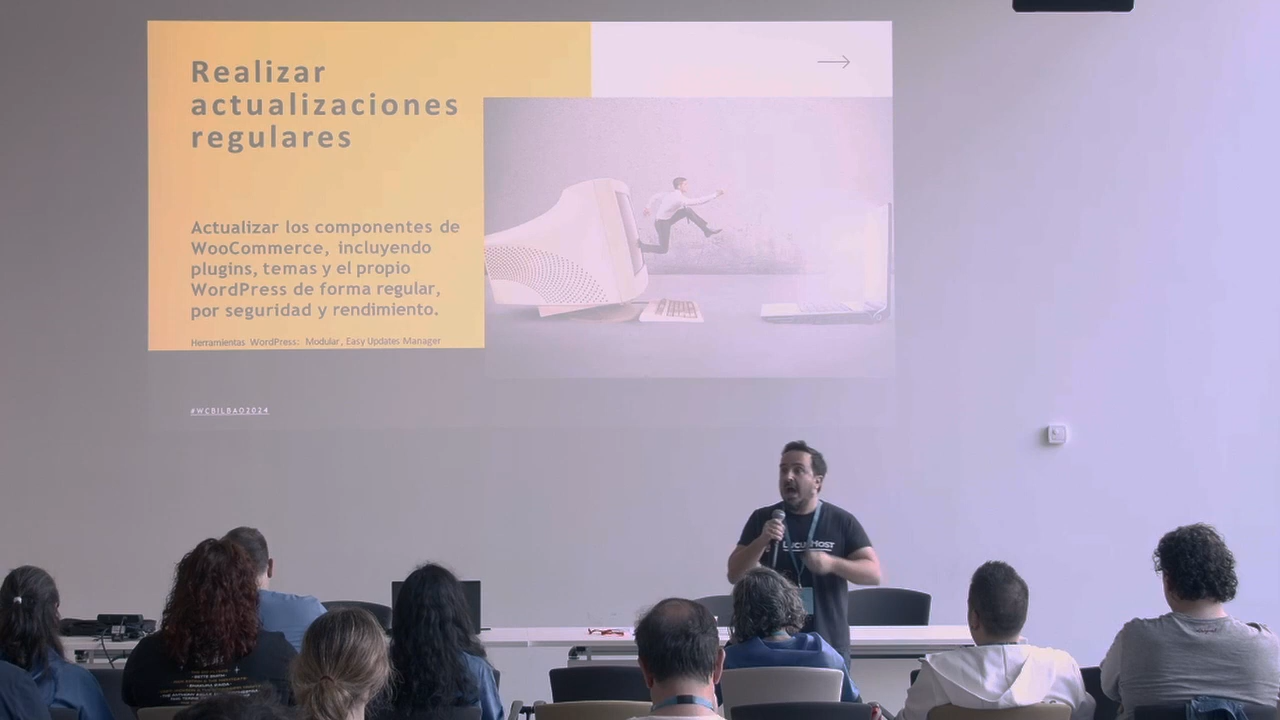 Realizar
actualizaciones
regulares
Actualizar los componentes de
WooCommerce, incluyendo
plugins, temas y el propio
WordPress de forma regular,
por seguridad y rendimiento.
Herramientas WordPress: Modular, Easy Updates Manager
#WCBILBAO2024